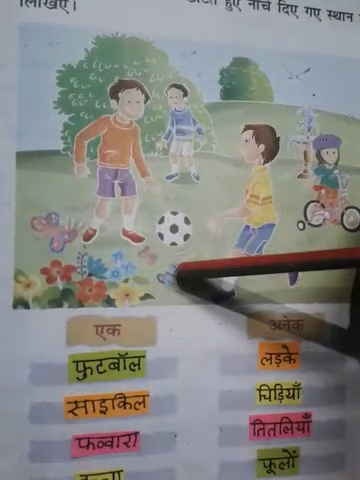 लिखिए।
हुए नीचे दिए गए स्थान
एक
अनेक
फुटबॉल
लड़के
साइकिल
चिड़ियाँ
फव्वारा
तितलियाँ
फूलों